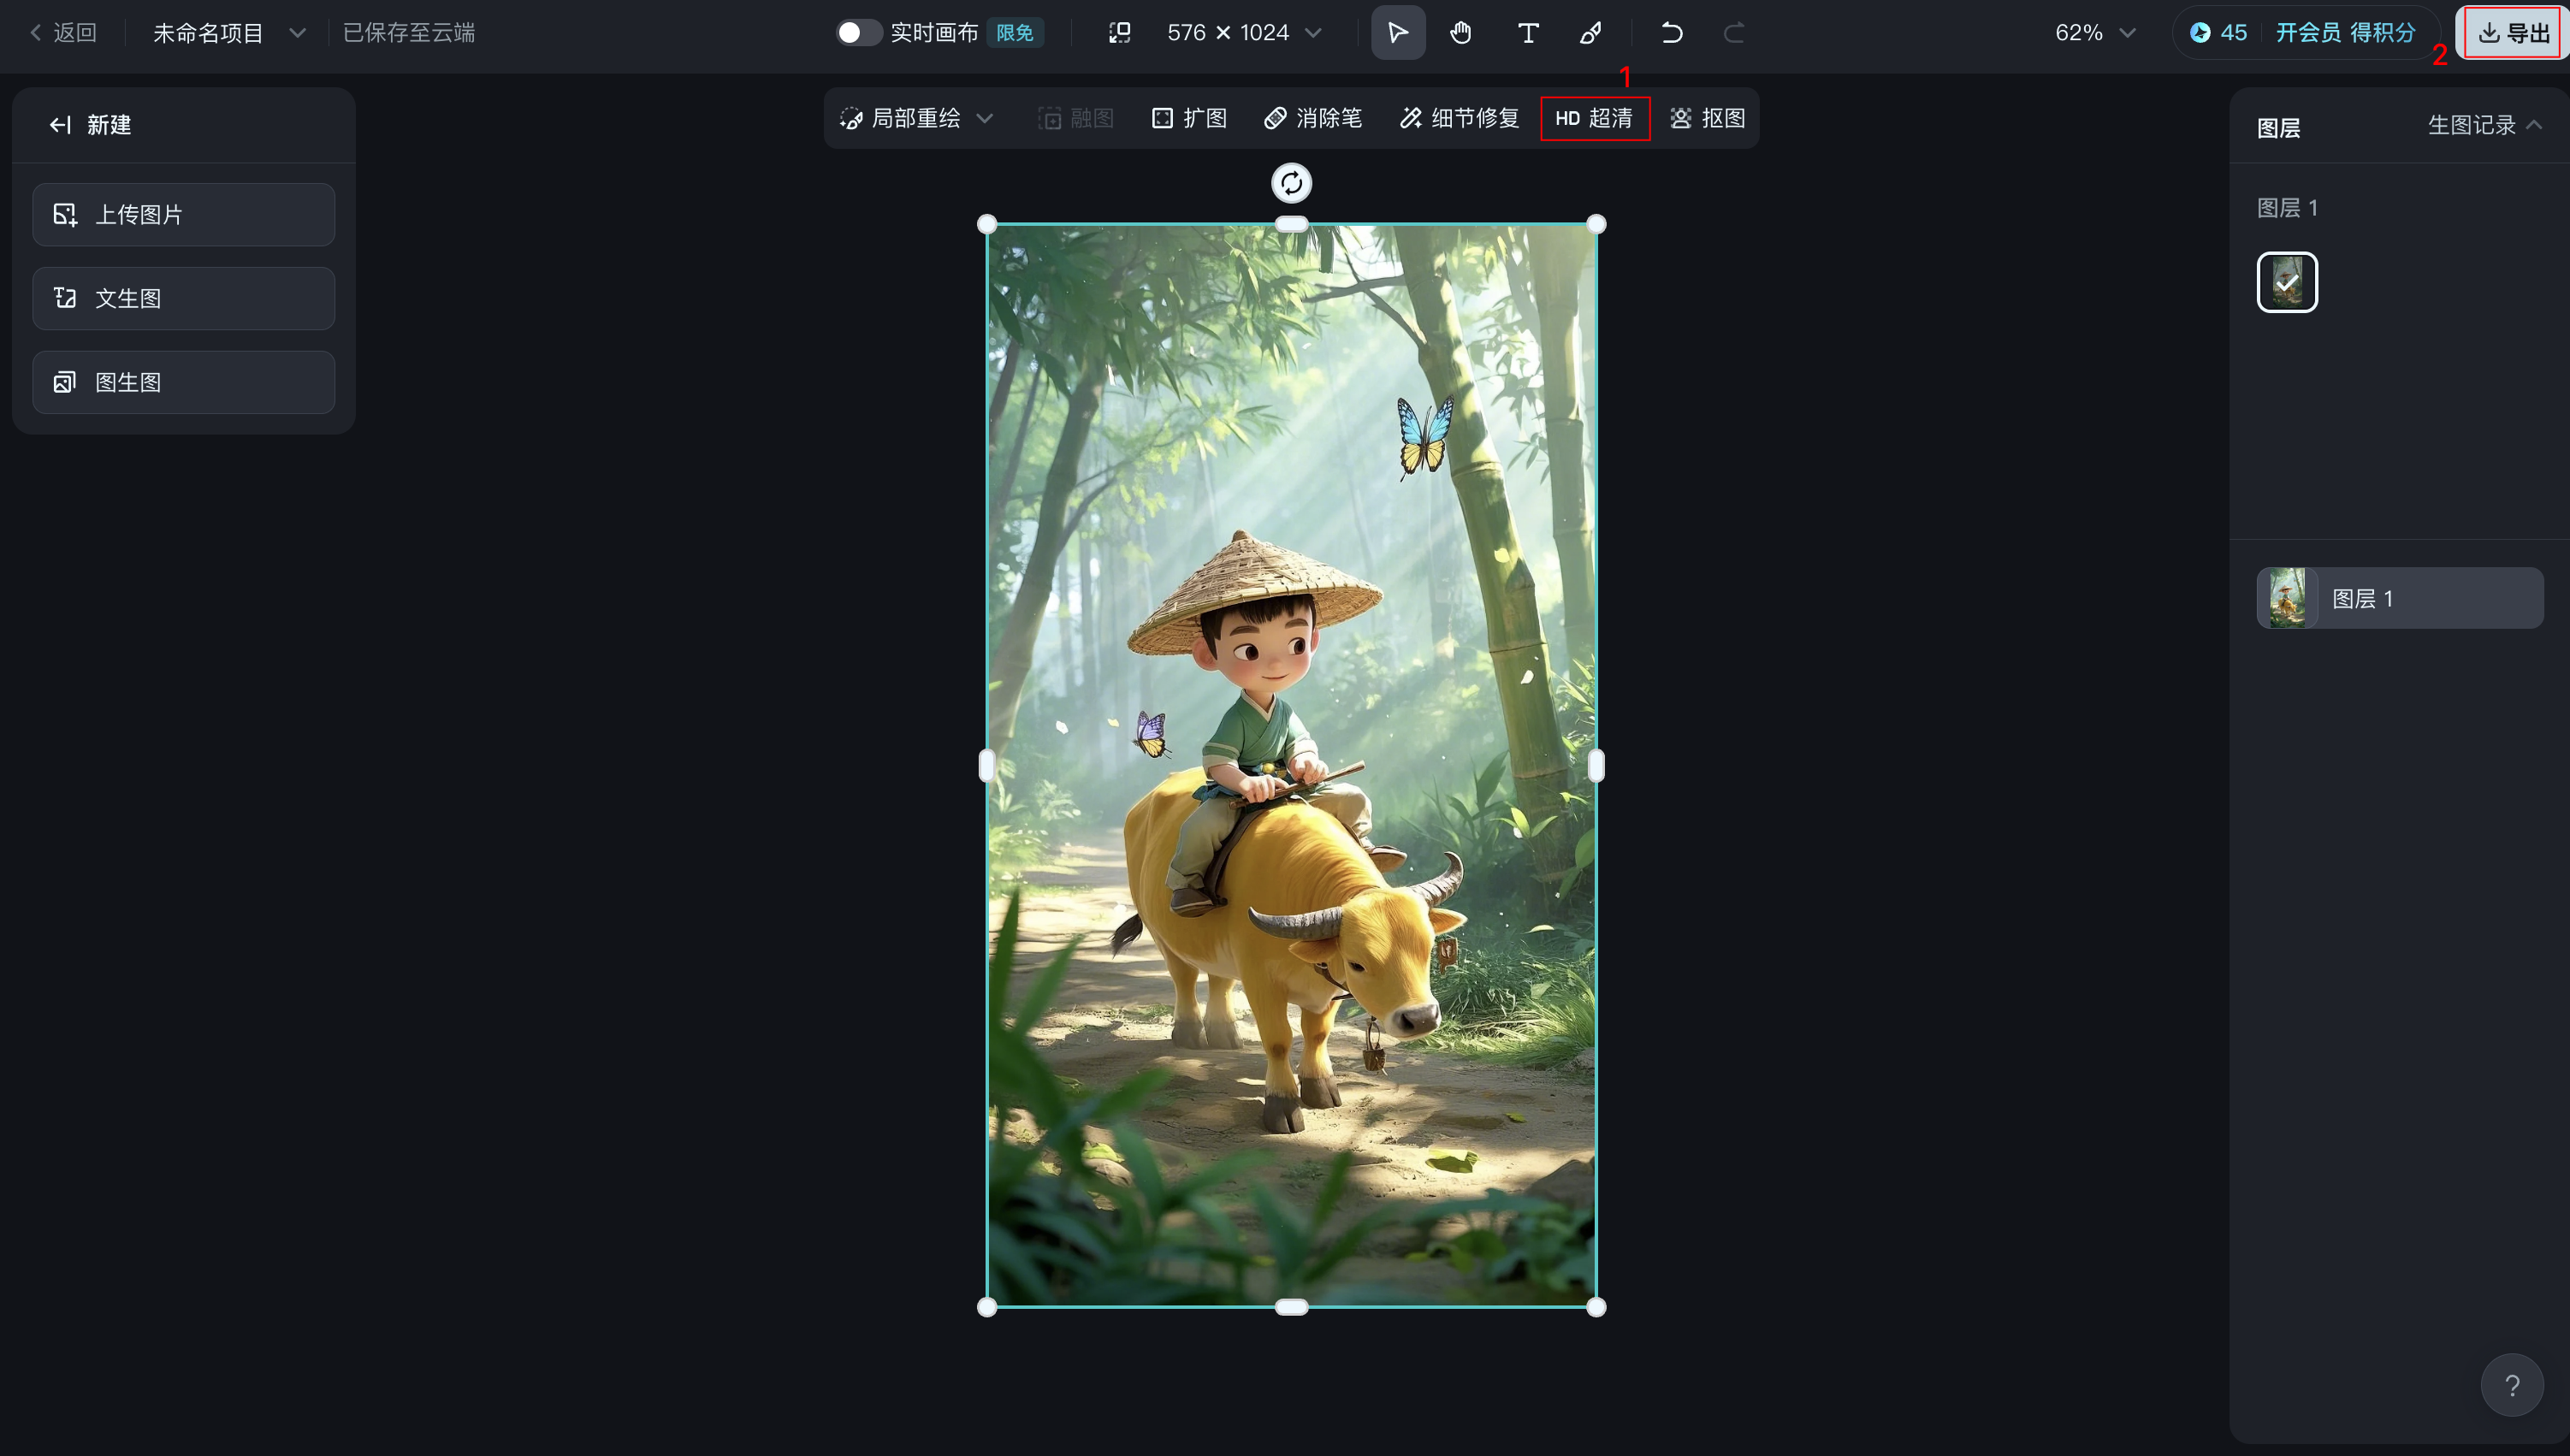 返回 未命名项目 已保存至云端 实时画布 限免 576 × 1024 T 62% 45 开会员 得积分 2 导出
1
新建
局部重绘 融图 扩图 消除笔 细节修复 HD 超清 抠图
图层 生图记录
上传图片
图层 1
文生图
图生图
图层 1
?